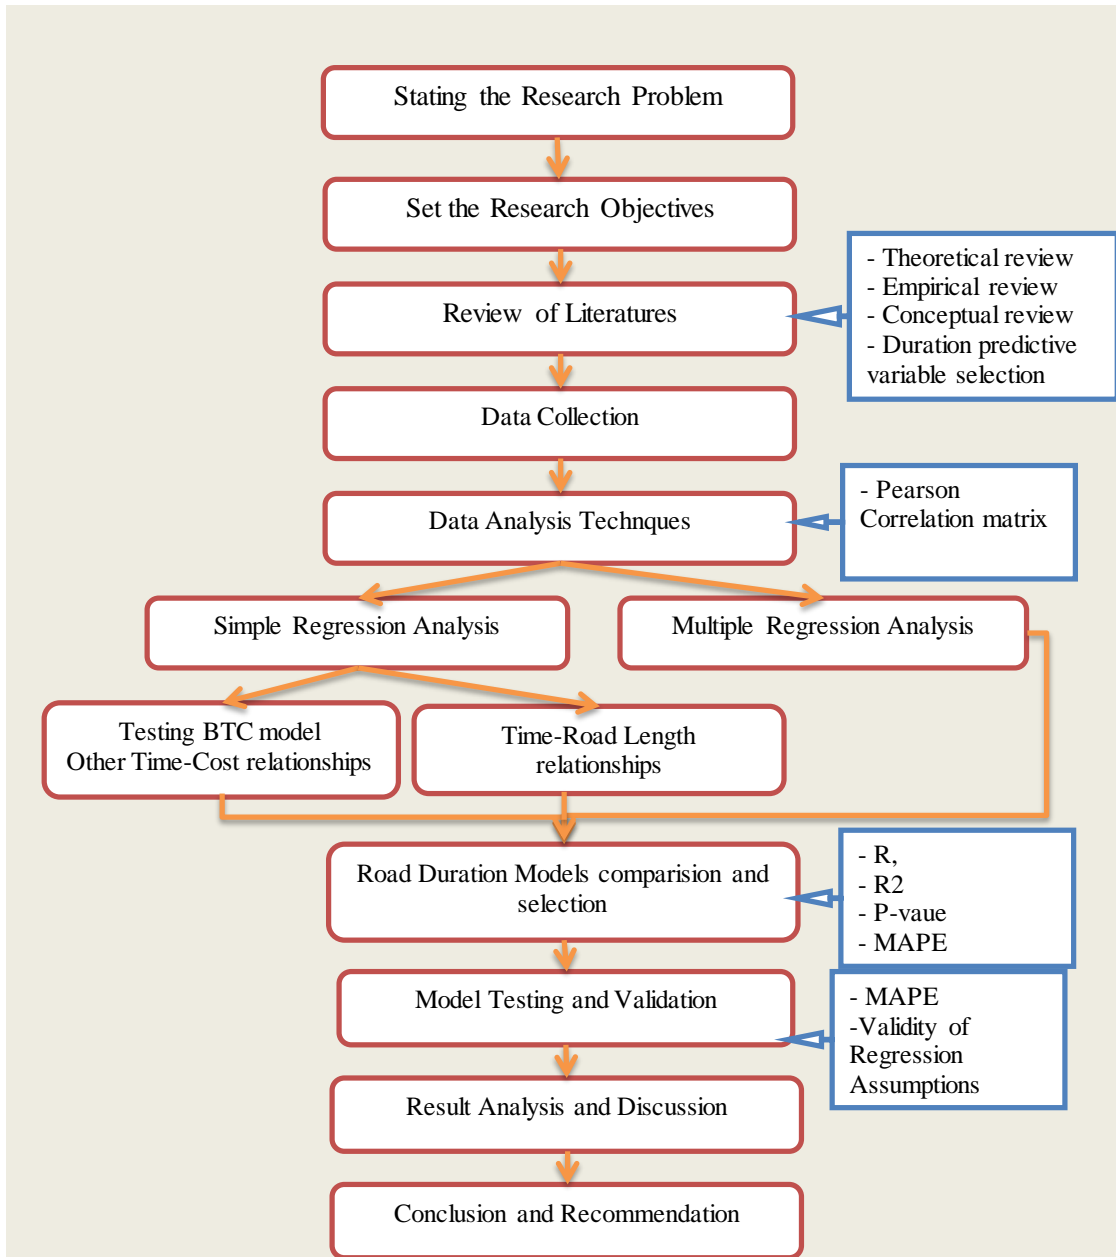 Stating the Research Problem
Set the Research Objectives
- Theoretical review
- Empirical review
- Conceptual review
- Duration predictive
variable selection
Review of Literatures
Data Collection
- Pearson
Correlation matrix
Data Analysis Technques
Simple Regression Analysis
Multiple Regression Analysis
Testing BTC model
Other Time-Cost relationships
Time-Road Length
relationships
Road Duration Models comparision and
selection
- R,
- R2
- P-vaue
- MAPE
Model Testing and Validation
- MAPE
-Validity of
Regression
Assumptions
Result Analysis and Discussion
Conclusion and Recommendation